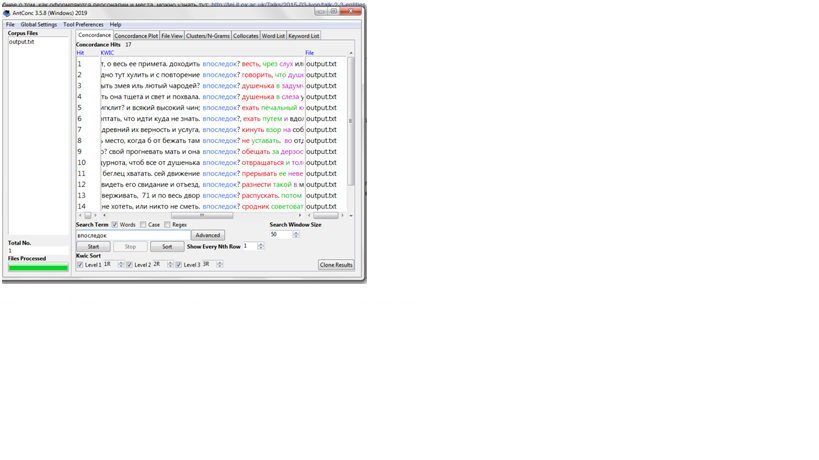 AntConc 3.5.8 (Windows) 2019
File Global Settings Tool Preferences Help
Corpus Files
output.txt
Concordance Concordance Plot File View Clusters/N-Grams Collocates Word List Keyword List
Concordance Hits 17
Hit KWIC File
1 т, о весь ее примета. доходить впоследок? весть, чрез слух ил output.txt
2 дно тут хулить и с повторение впоследок? говорить, что душ output.txt
3 ыть змея иль лютый чародей? впоследок? душенька в задум output.txt
4 ть она тщета и свет и похвала. впоследок? душенька в слеза у output.txt
5 игклит? и всякий высокий чин; впоследок? ехать печальный к output.txt
6 оптать, что идти куда не знать. впоследок?, ехать путем и вдо output.txt
7 древний их верность и услуга, впоследок? кинуть взор на соб output.txt
8 ь место, когда б от бежать там впоследок? не уставать. во от output.txt
9 о? свой прогневать мать и она впоследок? обещать за дерзос output.txt
10 дурнота, чтоб все от душенька впоследок? отвращаться и тол output.txt
11 беглец хватать. сей движение впоследок? прерывать ее неве output.txt
12 видеть его свидание и отъезд, впоследок? разнести такой в м output.txt
13 верживать, 71 и по весь двор впоследок? распускать. потом output.txt
14 не хотеть, или никто не сметь. впоследок? сродник советоват output.txt
Search Term Words Case Regex Search Window Size
впоследок Advanced 50
Total No.
1
Start Stop Sort Show Every Nth Row 1
Files Processed
Kwic Sort
Level 1 1R Level 2 2R Level 3 3R Clone Results